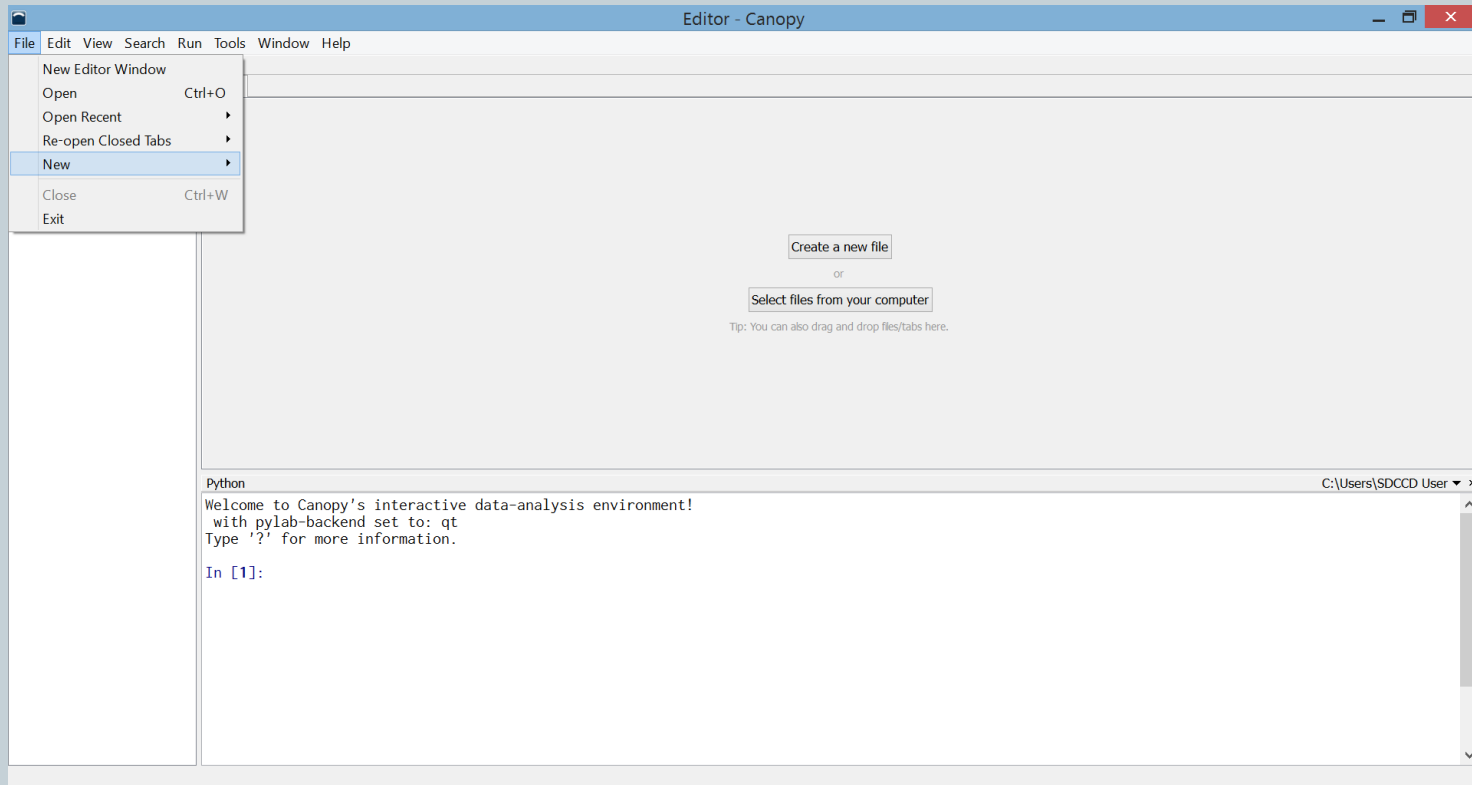 Editor - Canopy
File Edit View Search Run Tools Window Help
New Editor Window
Open Ctrl+O
Open Recent
Re-open Closed Tabs
New
Close Ctrl+W
Exit
Create a new file
or
Select files from your computer
Tip: You can also drag and drop files/tabs here.
Python C:\Users\SDCCD User
Welcome to Canopy's interactive data-analysis environment!
with pylab-backend set to: qt
Type '?' for more information.
In [1]: